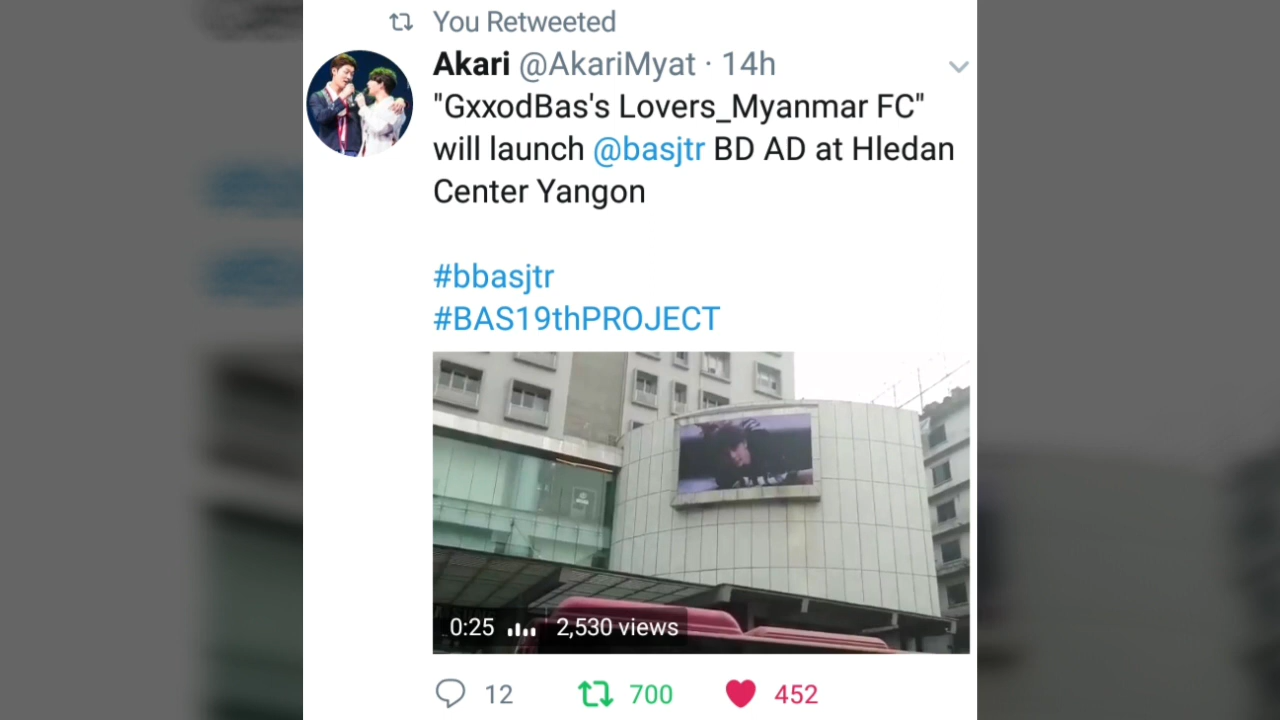 You Retweeted
Akari @AkariMyat · 14h
"GxxodBas's Lovers_Myanmar FC"
will launch @basjtr BD AD at Hledan
Center Yangon
#bbasjtr
#BAS19thPROJECT
0:25 2,530 views
12 700 452